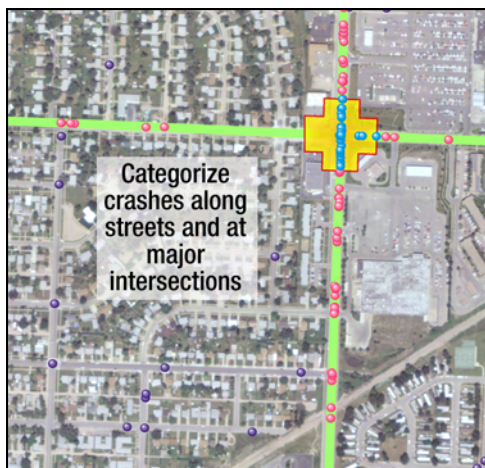 Categorize
crashes along
streets and at
major
intersections